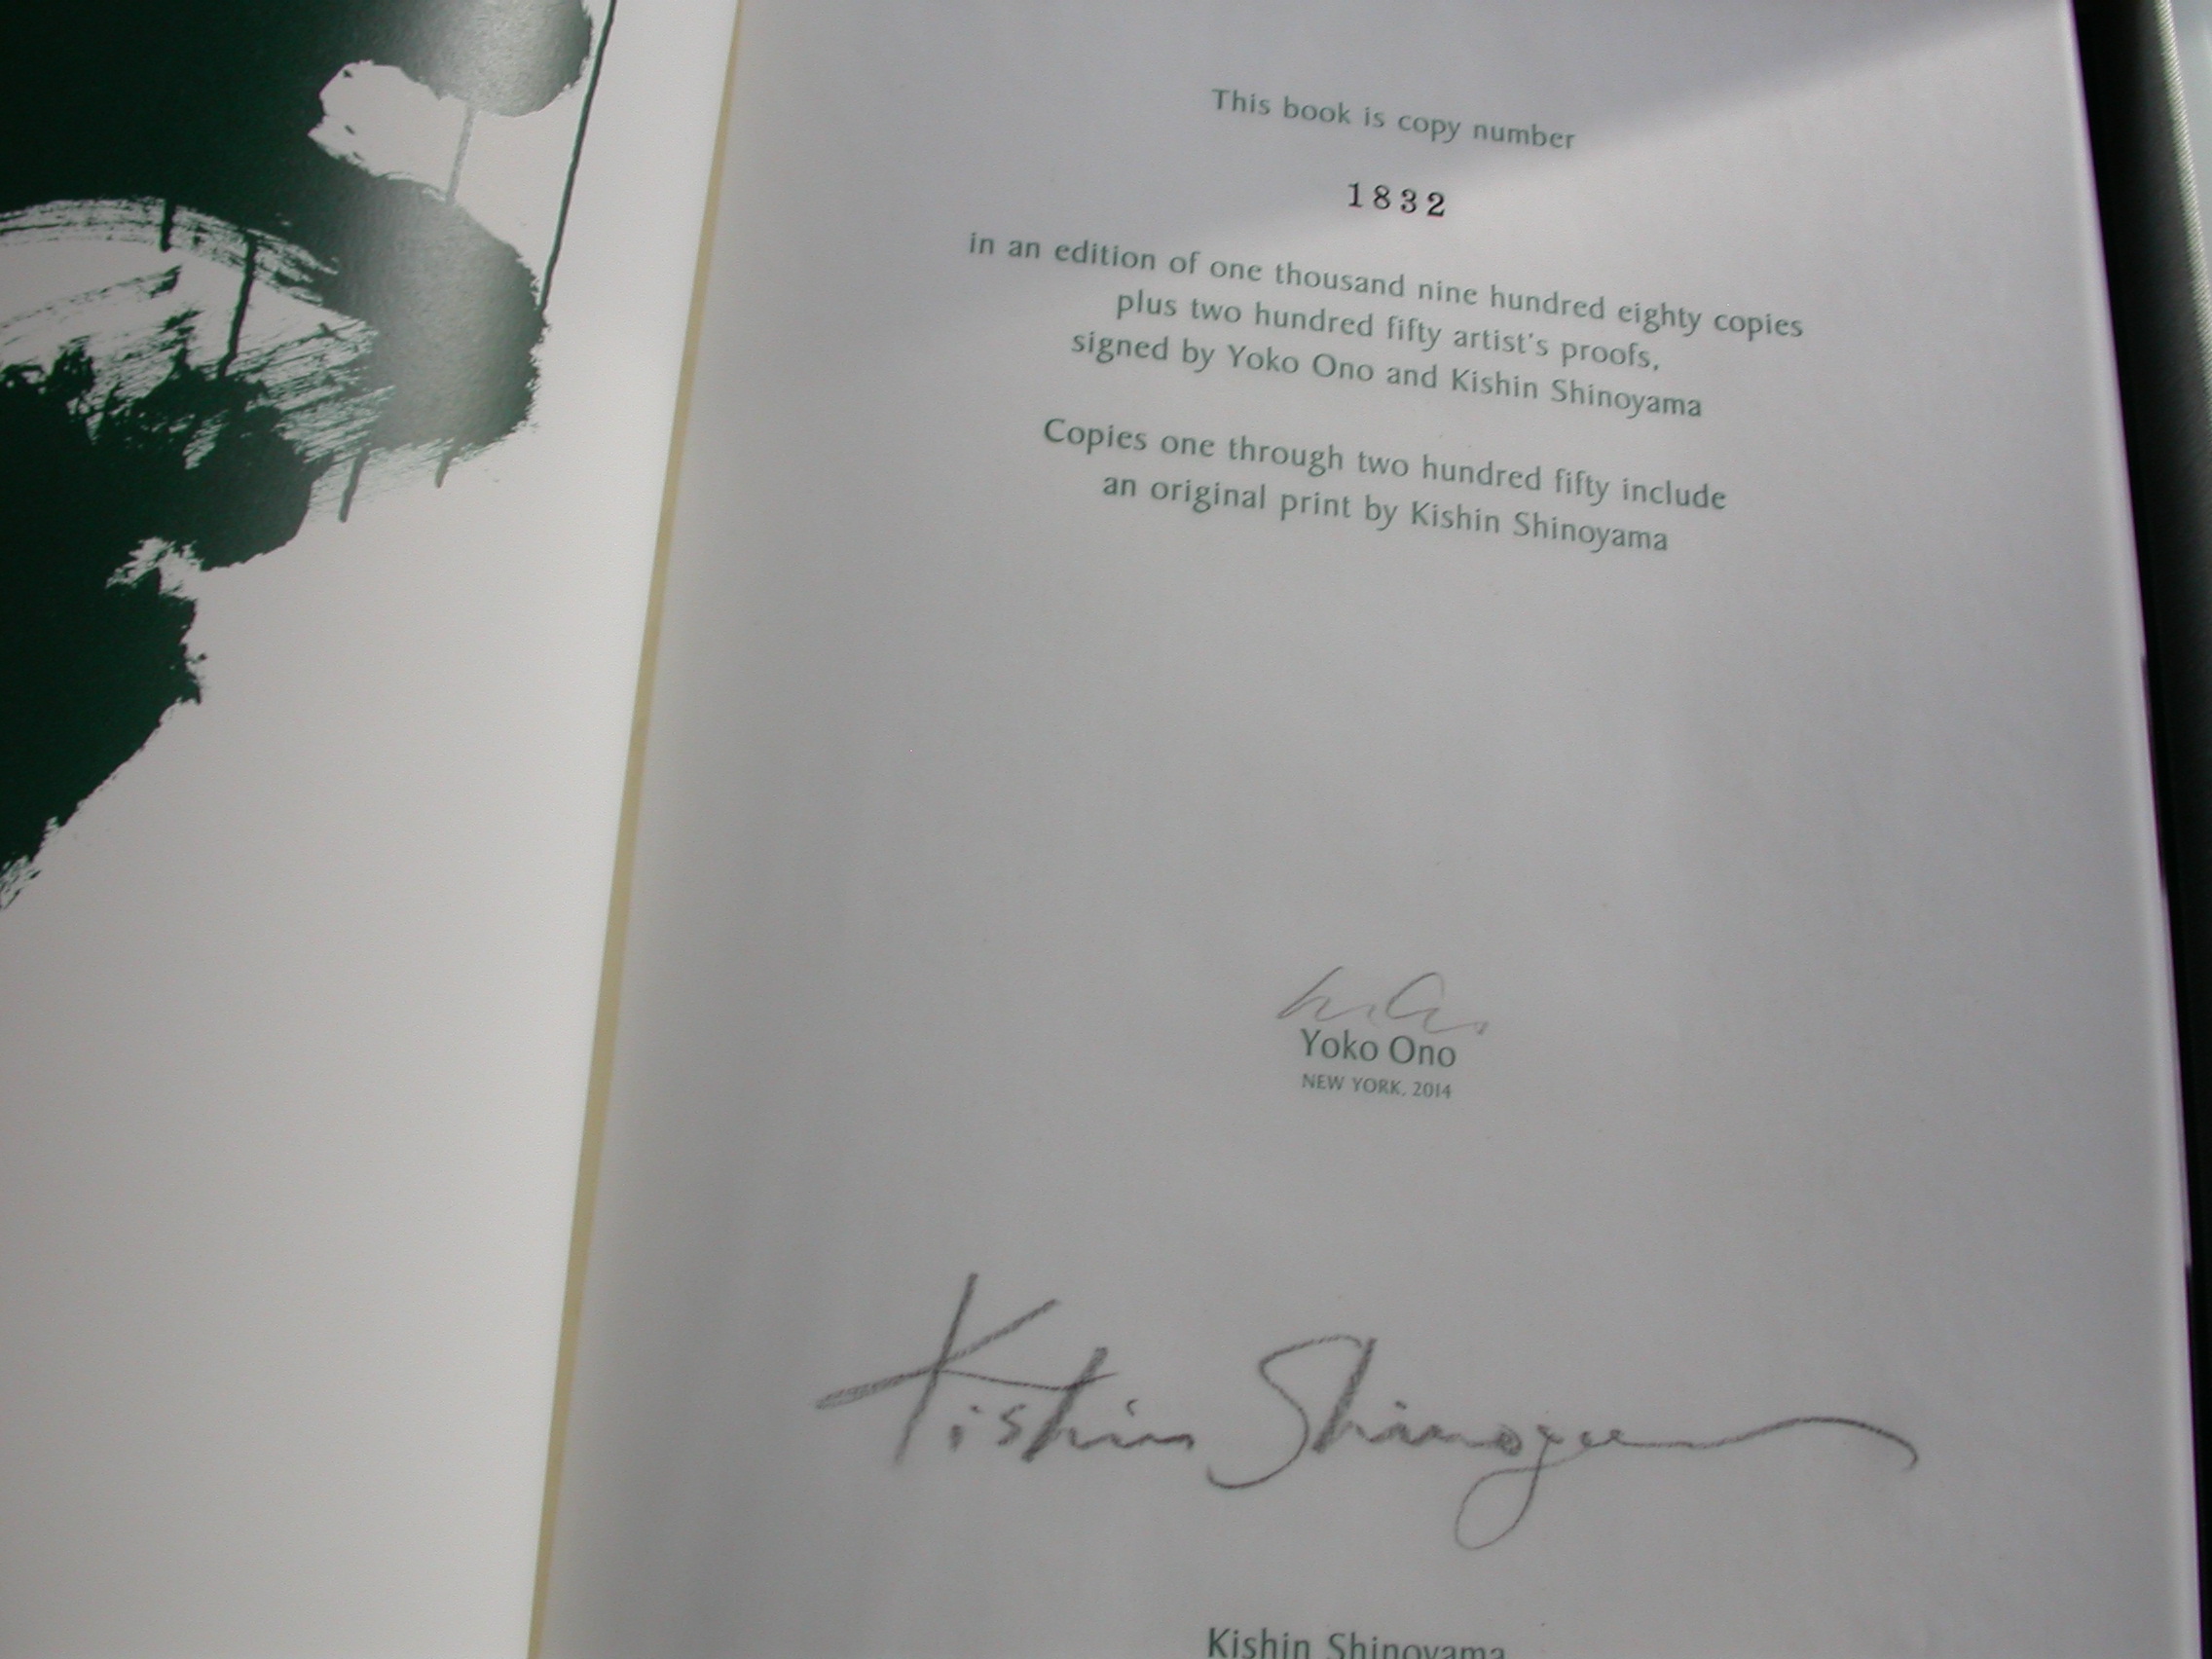 This book is copy number
1832
in an edition of one thousand nine hundred eighty copies
plus two hundred fifty artist's proofs,
signed by Yoko Ono and Kishin Shinoyama
Copies one through two hundred fifty include
an original print by Kishin Shinoyama
Yoko Ono
NEW YORK, 2014
Kishin Shinoyama
Kishin Shinoyama